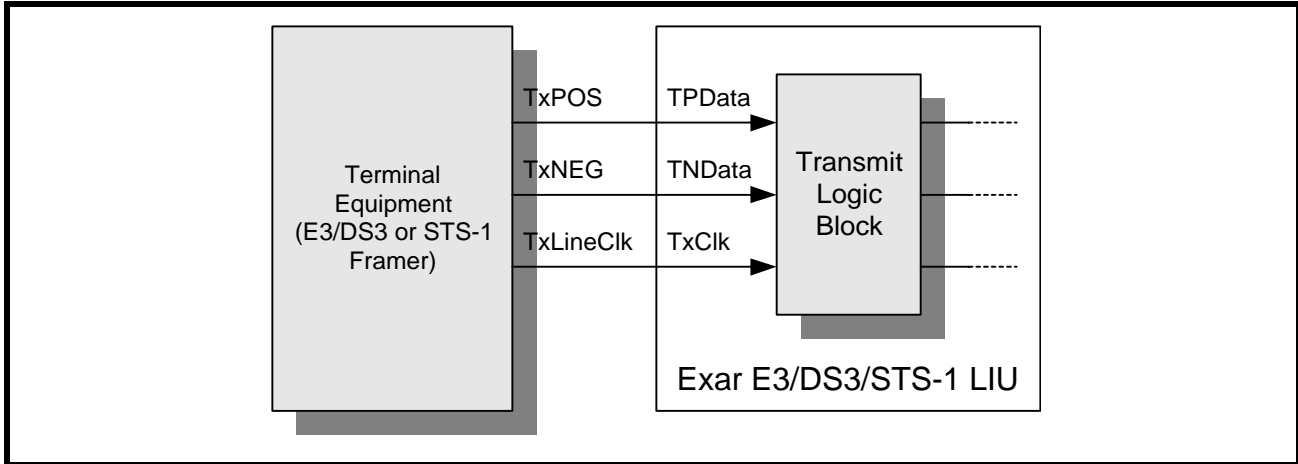 TxPOS TPData
TxNEG TNData
TxLineClk TxClk
Terminal
Equipment
(E3/DS3 or STS-1
Framer)
Transmit
Logic
Block
Exar E3/DS3/STS-1 LIU